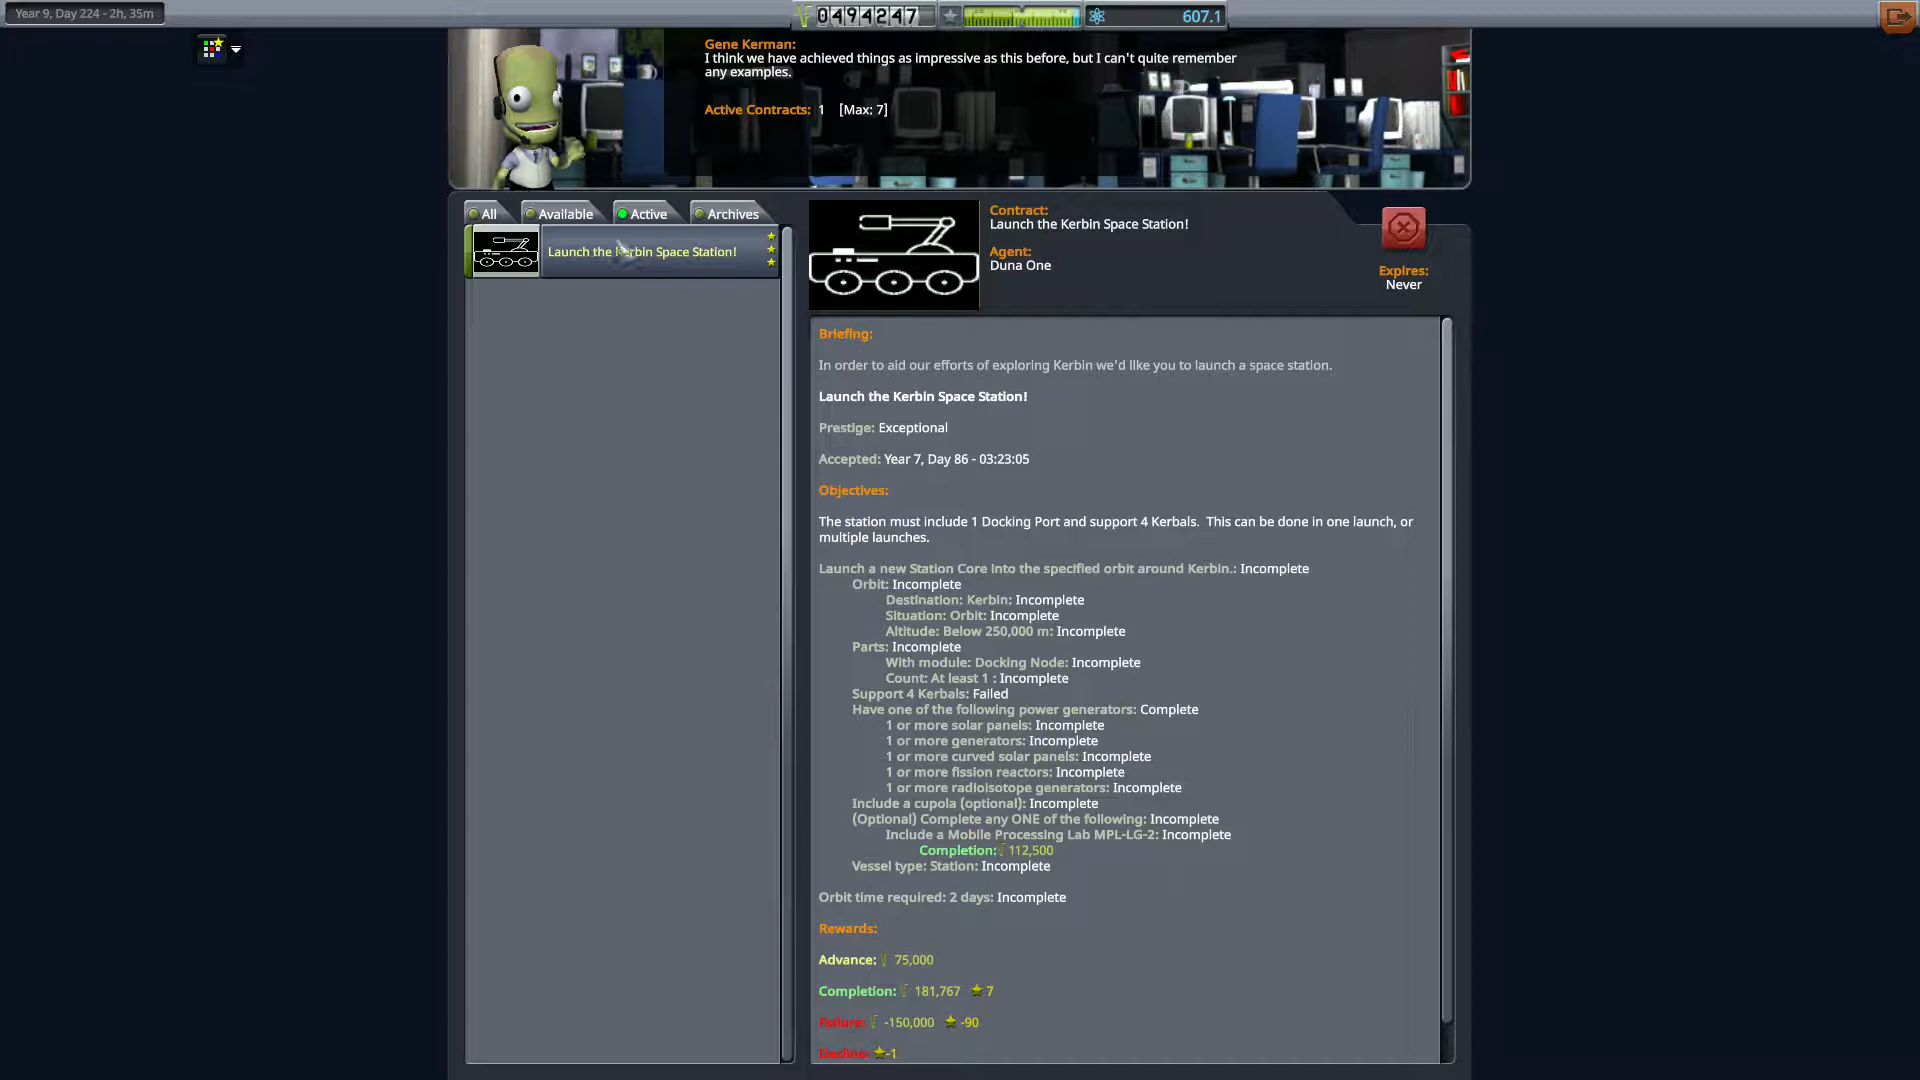 Year 9, Day 224 - 2h, 35m
0494247
607.1
Gene Kerman:
I think we have achieved things as impressive as this before, but I can't quite remember
any examples.
Active Contracts: 1 [Max: 7]
All
Available
Active
Archives
Launch the Kerbin Space Station!
Contract:
Launch the Kerbin Space Station!
Agent:
Duna One
Expires:
Never
Briefing:
In order to aid our efforts of exploring Kerbin we'd like you to launch a space station.
Launch the Kerbin Space Station!
Prestige: Exceptional
Accepted: Year 7, Day 86 - 03:23:05
Objectives:
The station must include 1 Docking Port and support 4 Kerbals. This can be done in one launch, or
multiple launches.
Launch a new Station Core into the specified orbit around Kerbin.: Incomplete
Orbit: Incomplete
Destination: Kerbin: Incomplete
Situation: Orbit: Incomplete
Altitude: Below 250,000 m: Incomplete
Parts: Incomplete
With module: Docking Node: Incomplete
Count: At least 1 : Incomplete
Support 4 Kerbals: Failed
Have one of the following power generators: Complete
1 or more solar panels: Incomplete
1 or more generators: Incomplete
1 or more curved solar panels: Incomplete
1 or more fission reactors: Incomplete
1 or more radioisotope generators: Incomplete
Include a cupola (optional): Incomplete
(Optional) Complete any ONE of the following: Incomplete
Include a Mobile Processing Lab MPL-LG-2: Incomplete
Completion: 112,500
Vessel type: Station: Incomplete
Orbit time required: 2 days: Incomplete
Rewards:
Advance: 75,000
Completion: 181,767 7
Failure: -150,000 -90
Decline: -1